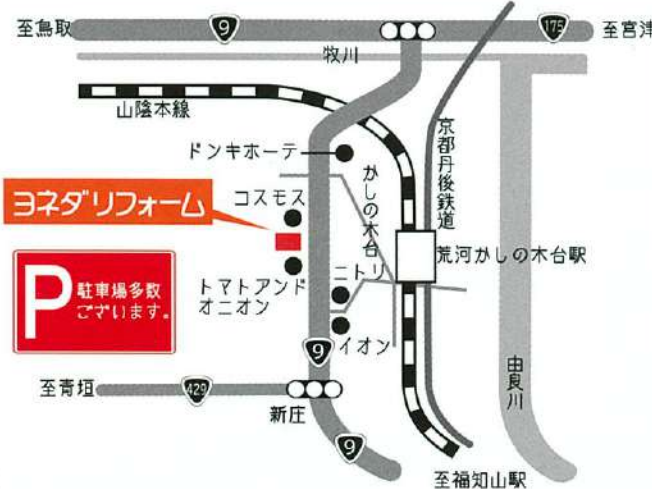 至鳥取
9
175
至宮津
牧川
山陰本線
京都丹後鉄道
ドンキホーテ
かしの木台
ヨネダリフォーム
コスモス
荒河かしの木台駅
P 駐車場多数
ございます。
トマトアンド
オニオン
ニトリ
イオン
9
至青垣
429
新庄
由良川
9
至福知山駅